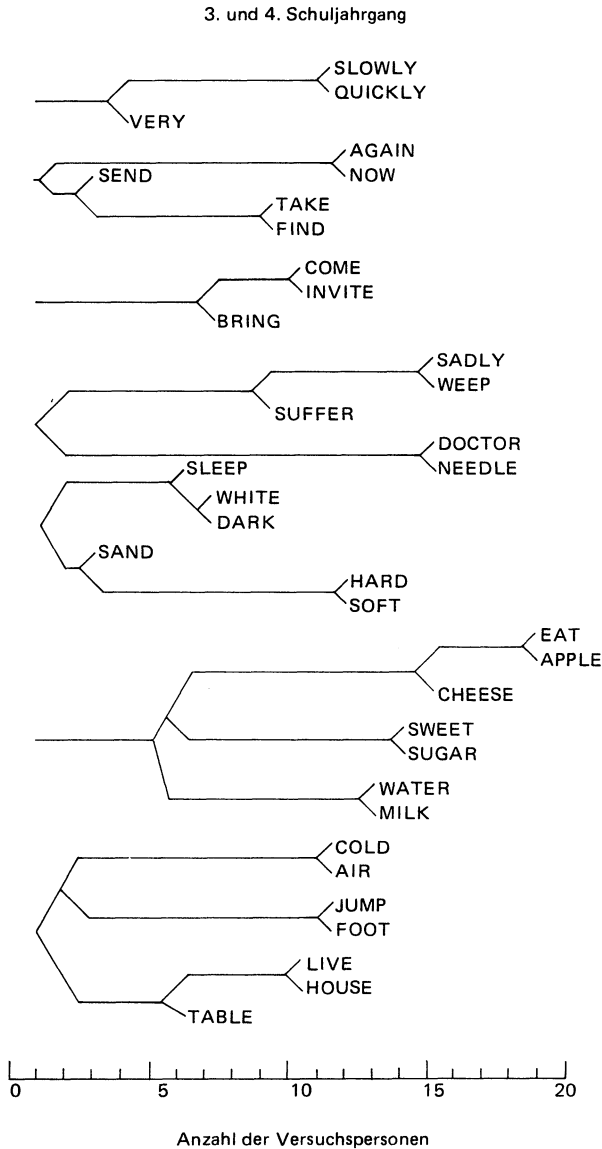 3. und 4. Schuljahrgang
SLOWLY
QUICKLY
VERY
AGAIN
SEND
NOW
TAKE
FIND
COME
INVITE
BRING
SADLY
WEEP
SUFFER
DOCTOR
SLEEP
NEEDLE
WHITE
DARK
SAND
HARD
SOFT
EAT
APPLE
CHEESE
SWEET
SUGAR
WATER
MILK
COLD
AIR
JUMP
FOOT
LIVE
HOUSE
TABLE
0 5 10 15 20
Anzahl der Versuchspersonen